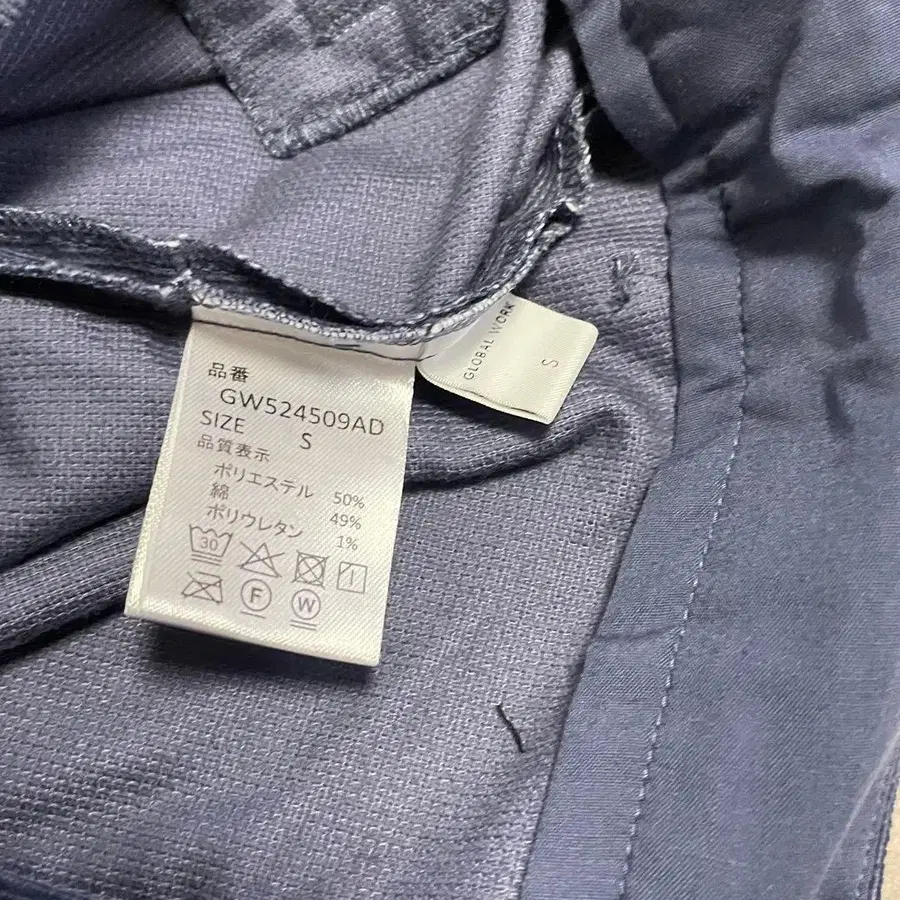 品番
GW524509AD
SIZE S
品質表示
ポリエステル 50%
綿 49%
ポリウレタン 1%
30
F W
GLOBAL WORK
S